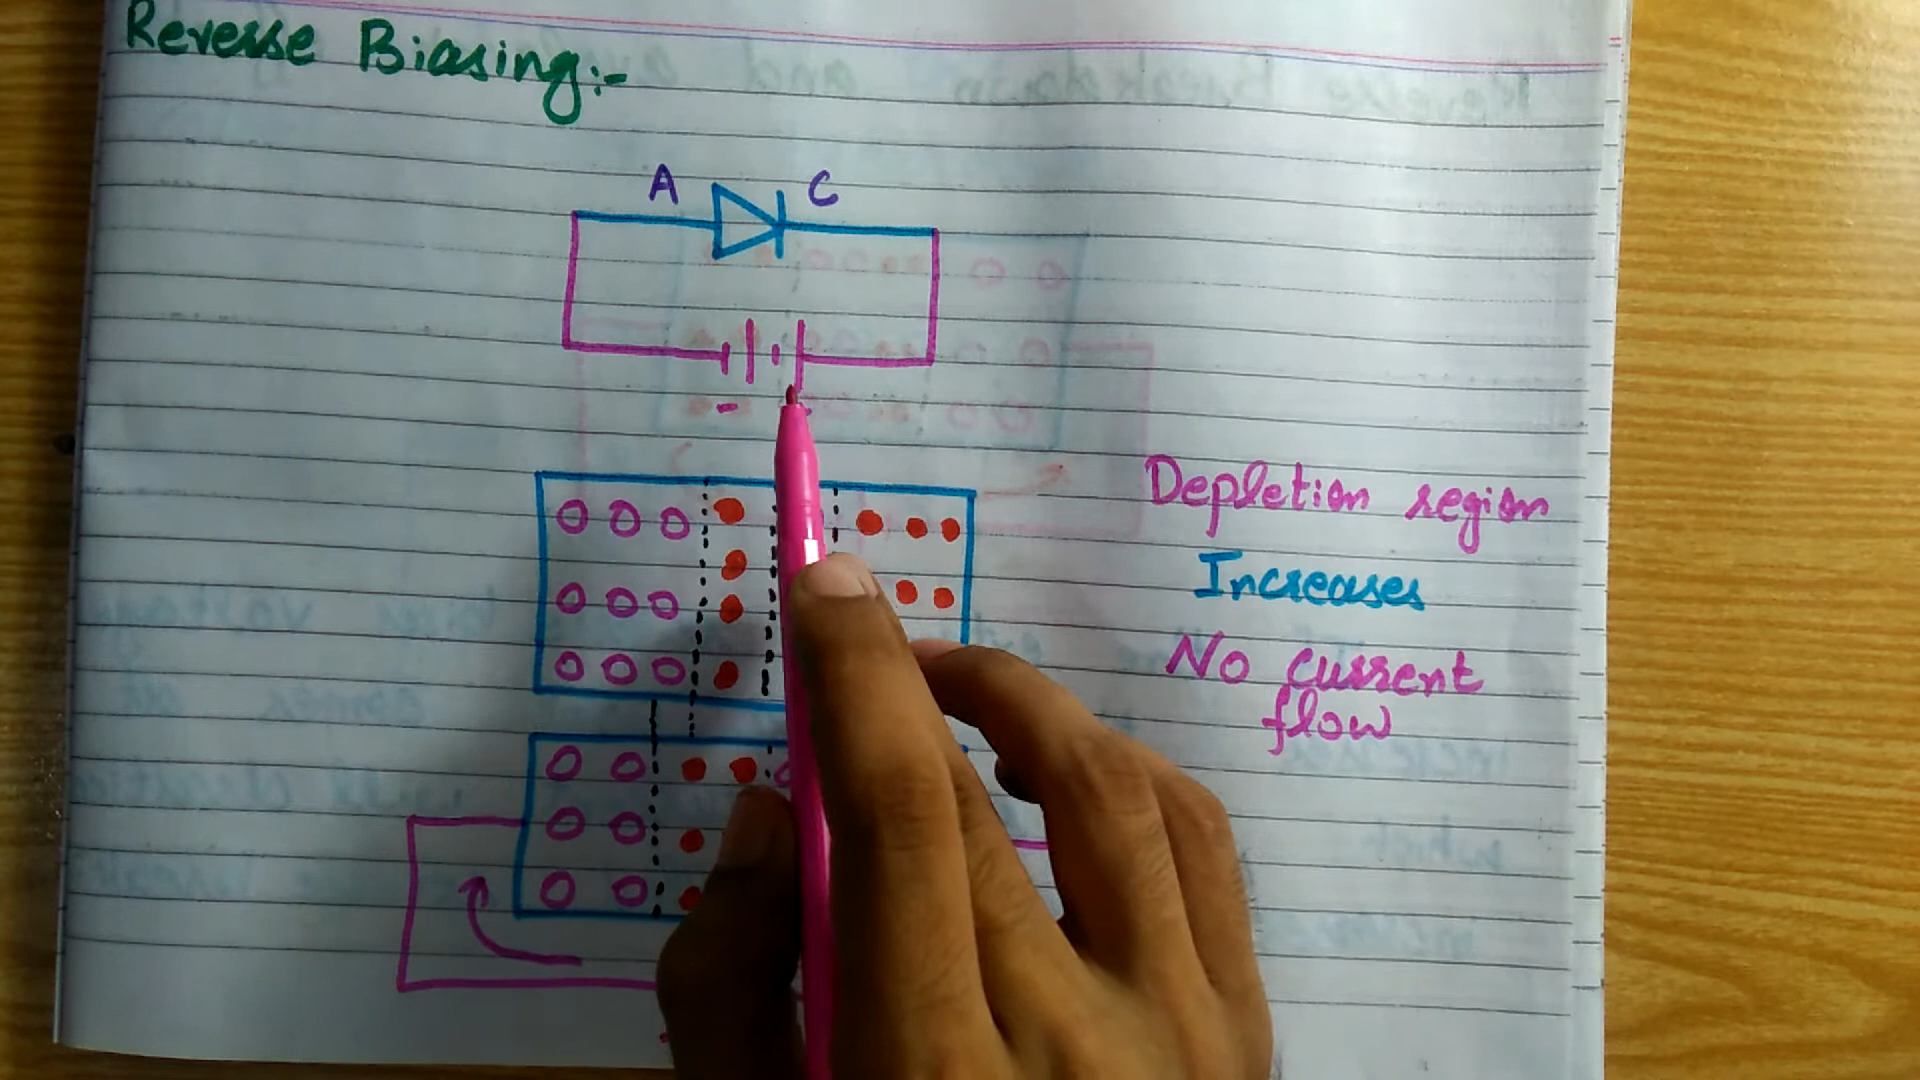 Reverse Biasing:-
A C
-
Depletion region
Increases
No current
flow